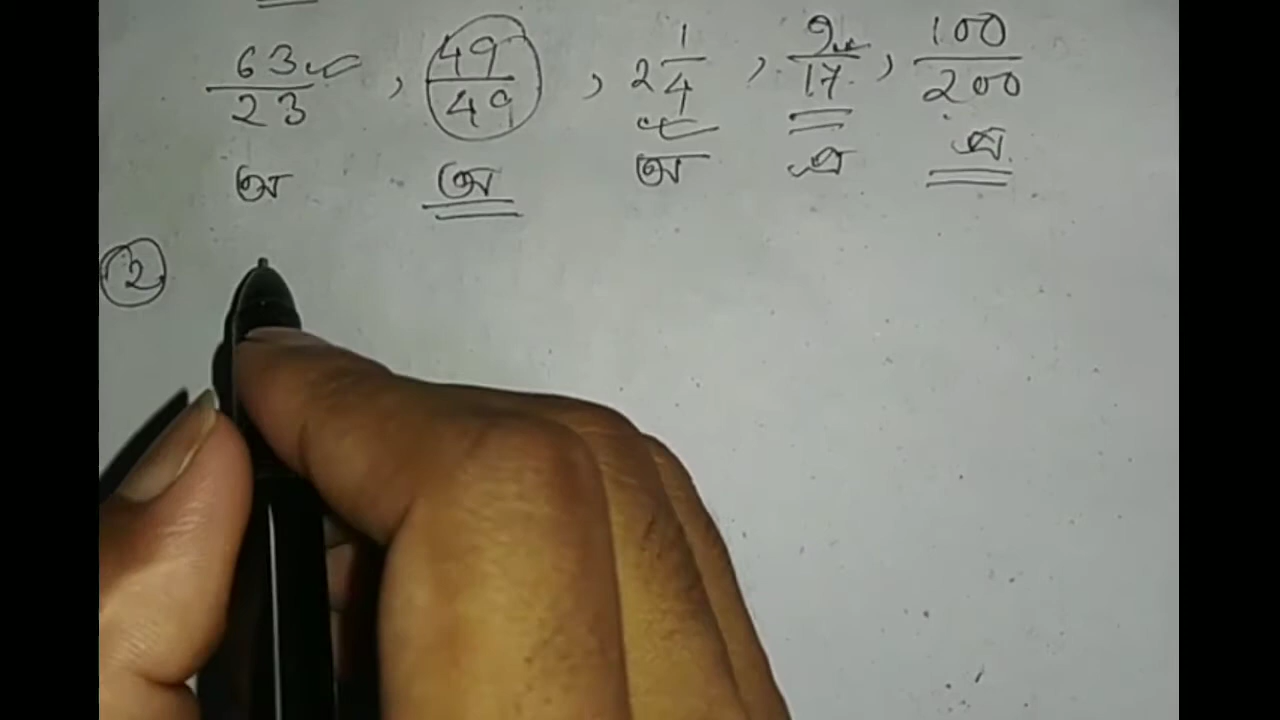 63/23 , 49/49 , 2 1/4 , 9/17 , 100/200
অ অ অ প্র প্র
2